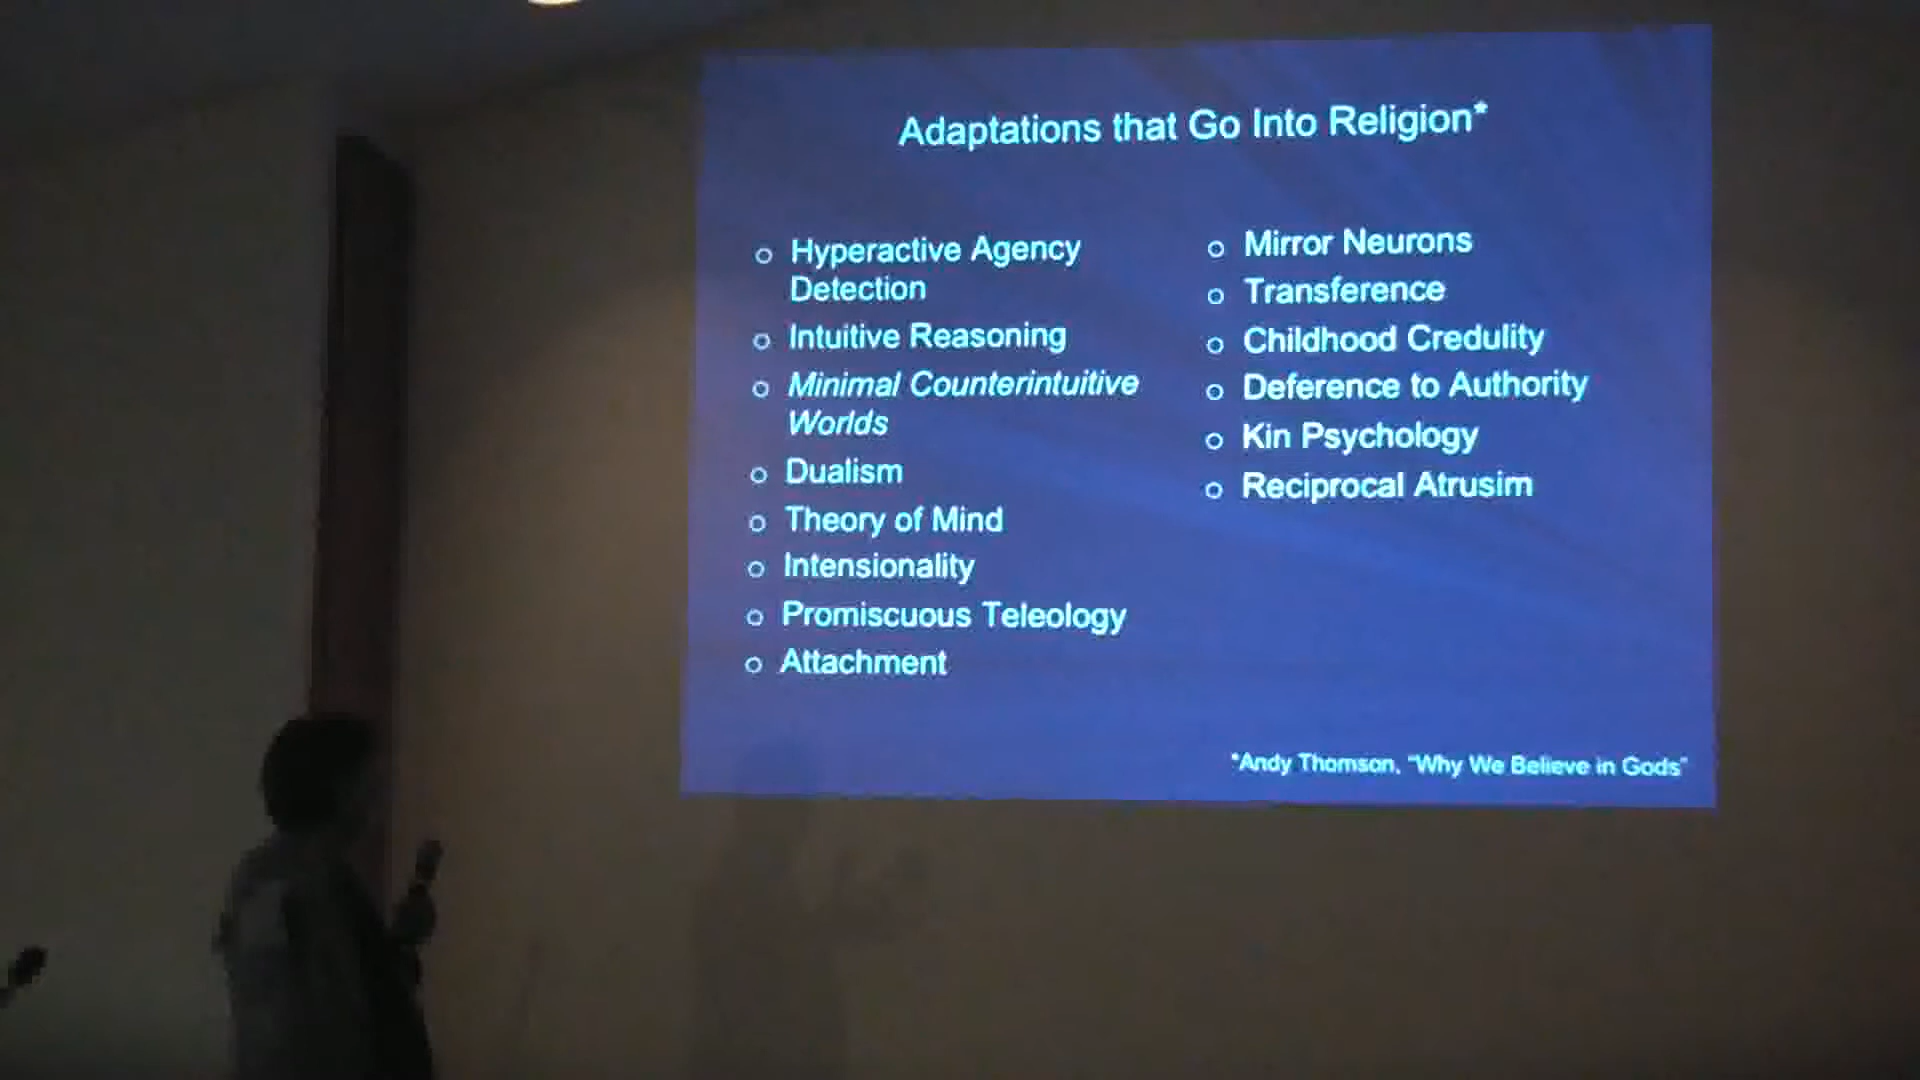 Adaptations that Go Into Religion*
Hyperactive Agency
Detection
Intuitive Reasoning
Minimal Counterintuitive
Worlds
Dualism
Theory of Mind
Intensionality
Promiscuous Teleology
Attachment
Mirror Neurons
Transference
Childhood Credulity
Deference to Authority
Kin Psychology
Reciprocal Atrusim
*Andy Thomson, "Why We Believe in Gods"